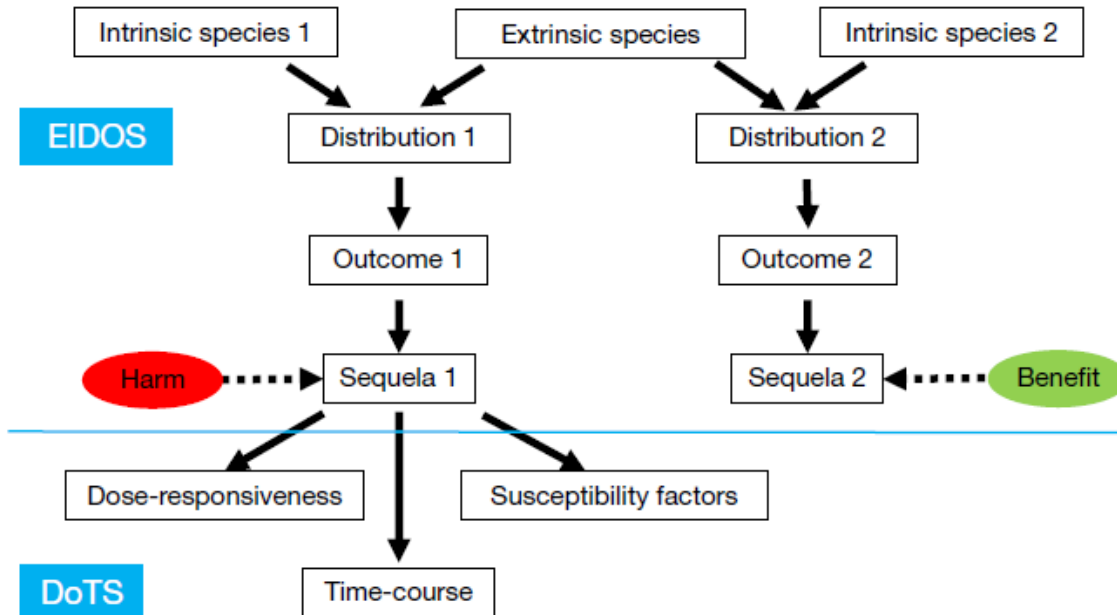 Intrinsic species 1
Extrinsic species
Intrinsic species 2
EIDOS
Distribution 1
Distribution 2
Outcome 1
Outcome 2
Harm
Sequela 1
Sequela 2
Benefit
Dose-responsiveness
Susceptibility factors
DoTS
Time-course